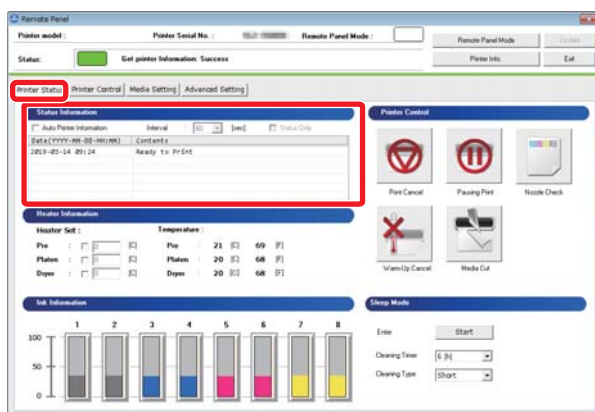 Remote Panel
Printer model : Printer Serial No. : Remote Panel Mode :
Remote Panel Mode Update
Status: Get printer Information: Success
Printer Info. Exit
Printer Status Printer Control Media Setting Advanced Setting
Status Information
Auto Printer Information Interval : 60 [sec] Status Only
Date(YYYY-MM-DD-HH:MM) Contents
2019-03-14 09:24 Ready to Print
Printer Control
Print Cancel Pausing Print Nozzle Check
Warm-Up Cancel Media Cut
Heater Information
Heater Set : Temperature :
Pre : [C] Pre : 21 [C] 69 [F]
Platen : [C] Platen : 20 [C] 68 [F]
Dryer : [C] Dryer : 20 [C] 68 [F]
Ink Information
1 2 3 4 5 6 7 8
100
50
0
Sleep Mode
Enter Start
Cleaning Timer 6 [h]
Cleaning Type Short